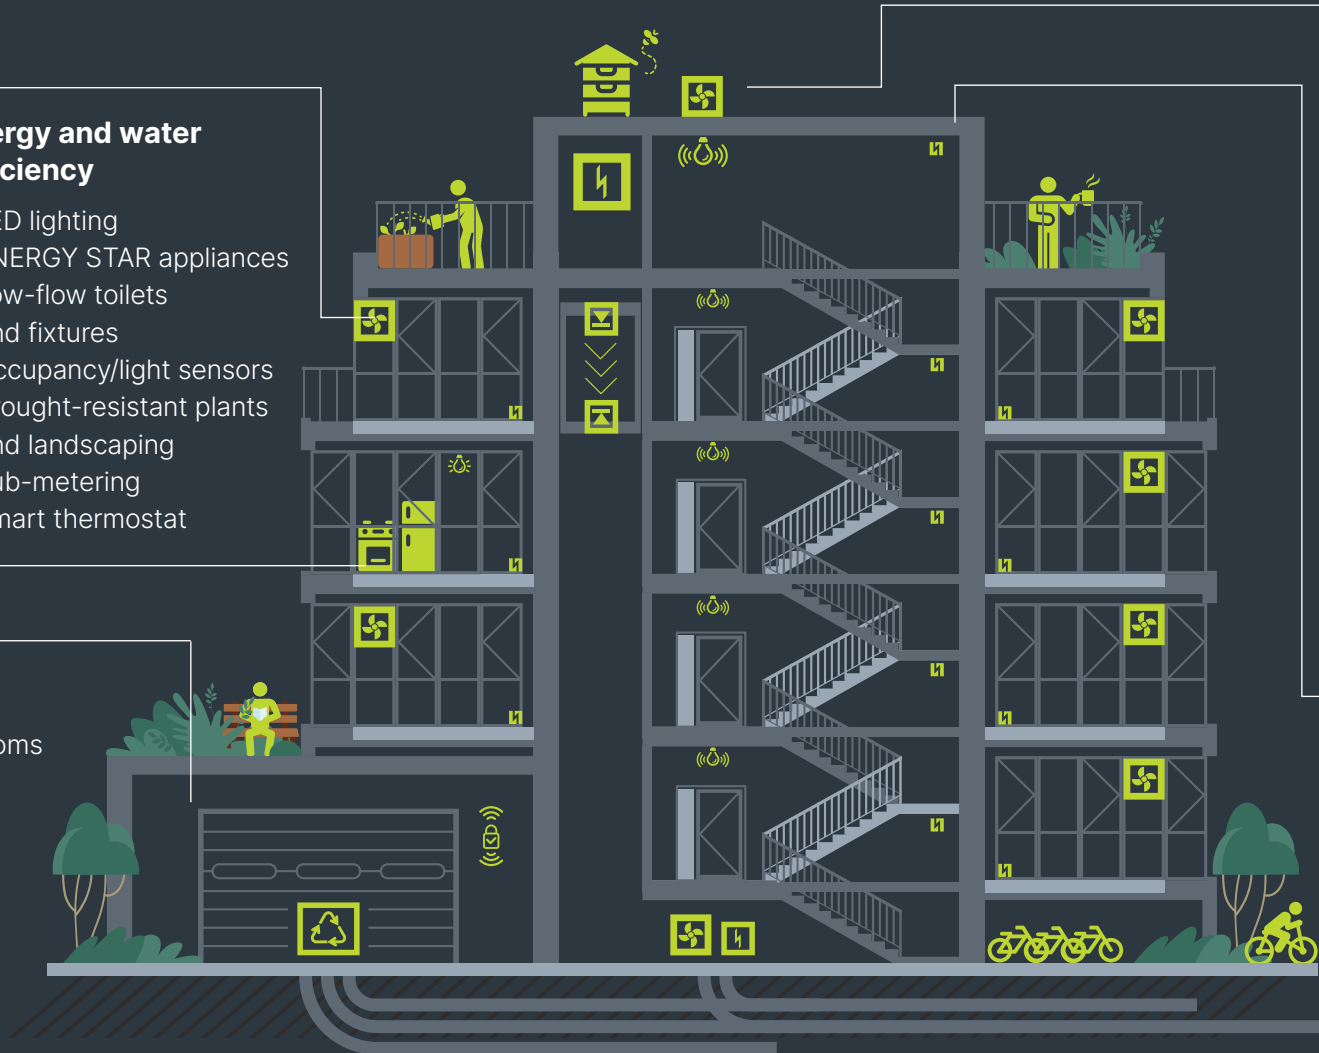 ergy and water
ciency
ED lighting
NERGY STAR appliances
ow-flow toilets
nd fixtures
ccupancy/light sensors
rought-resistant plants
nd landscaping
ub-metering
mart thermostat
oms